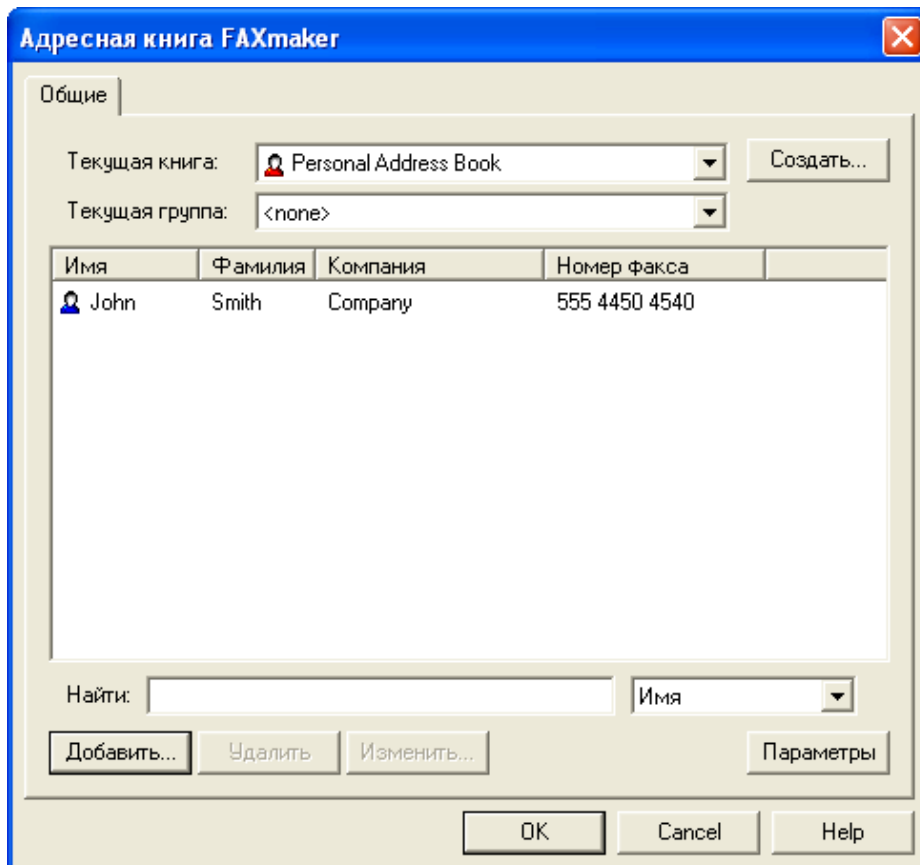 Адресная книга FAXmaker
Общие
Текущая книга: Personal Address Book Создать...
Текущая группа: <none>
Имя Фамилия Компания Номер факса
John Smith Company 555 4450 4540
Найти: Имя
Добавить... Удалить Изменить... Параметры
OK Cancel Help